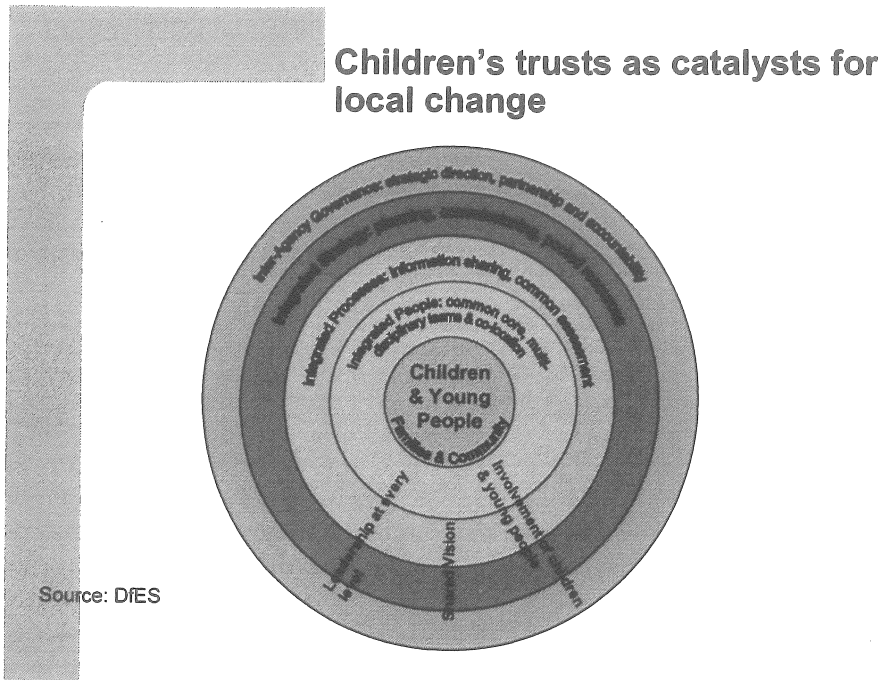 Children's trusts as catalysts for
local change
Inter-Agency Governance: strategic direction, partnership and accountability
Integrated Strategy: planning, commissioning, pooled resources
Integrated Processes: Information sharing, common assessment
Integrated People: common core, multi-
disciplinary teams & co-location
Children
& Young
People
Families & Community
Leadership at every
level
Shared Vision
Involvement of children
& young people
Source: DfES